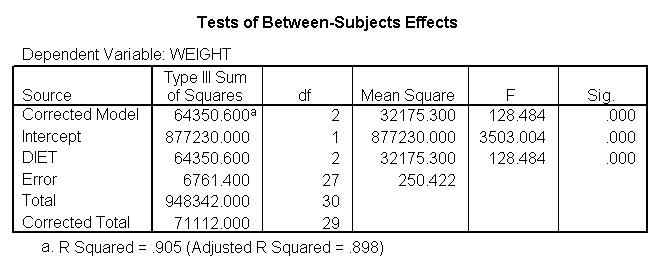 Tests of Between-Subjects Effects
Dependent Variable: WEIGHT
Type III Sum
Source of Squares df Mean Square F Sig.
Corrected Model 64350.600a 2 32175.300 128.484 .000
Intercept 877230.000 1 877230.000 3503.004 .000
DIET 64350.600 2 32175.300 128.484 .000
Error 6761.400 27 250.422
Total 948342.000 30
Corrected Total 71112.000 29
a. R Squared = .905 (Adjusted R Squared = .898)